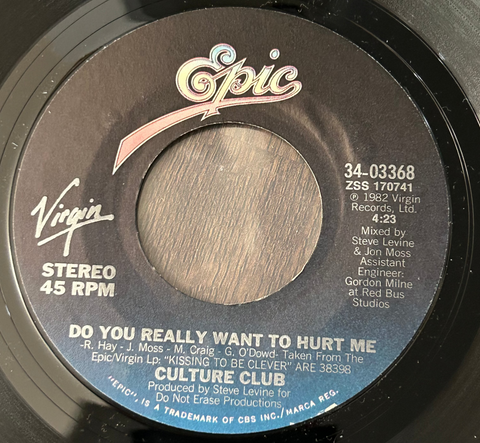 Epic
Virgin
STEREO
45 RPM
34-03368
ZSS 170741
℗ 1982 Virgin
Records, Ltd.
4:23
Mixed by
Steve Levine
& Jon Moss
Assistant
Engineer:
Gordon Milne
at Red Bus
Studios
DO YOU REALLY WANT TO HURT ME
-R. Hay- J. Moss- M. Craig- G. O'Dowd- Taken From The
Epic/Virgin Lp: "KISSING TO BE CLEVER" ARE 38398
CULTURE CLUB
Produced by Steve Levine for
Do Not Erase Productions
"EPIC", IS A TRADEMARK OF CBS INC./MARCA REG.